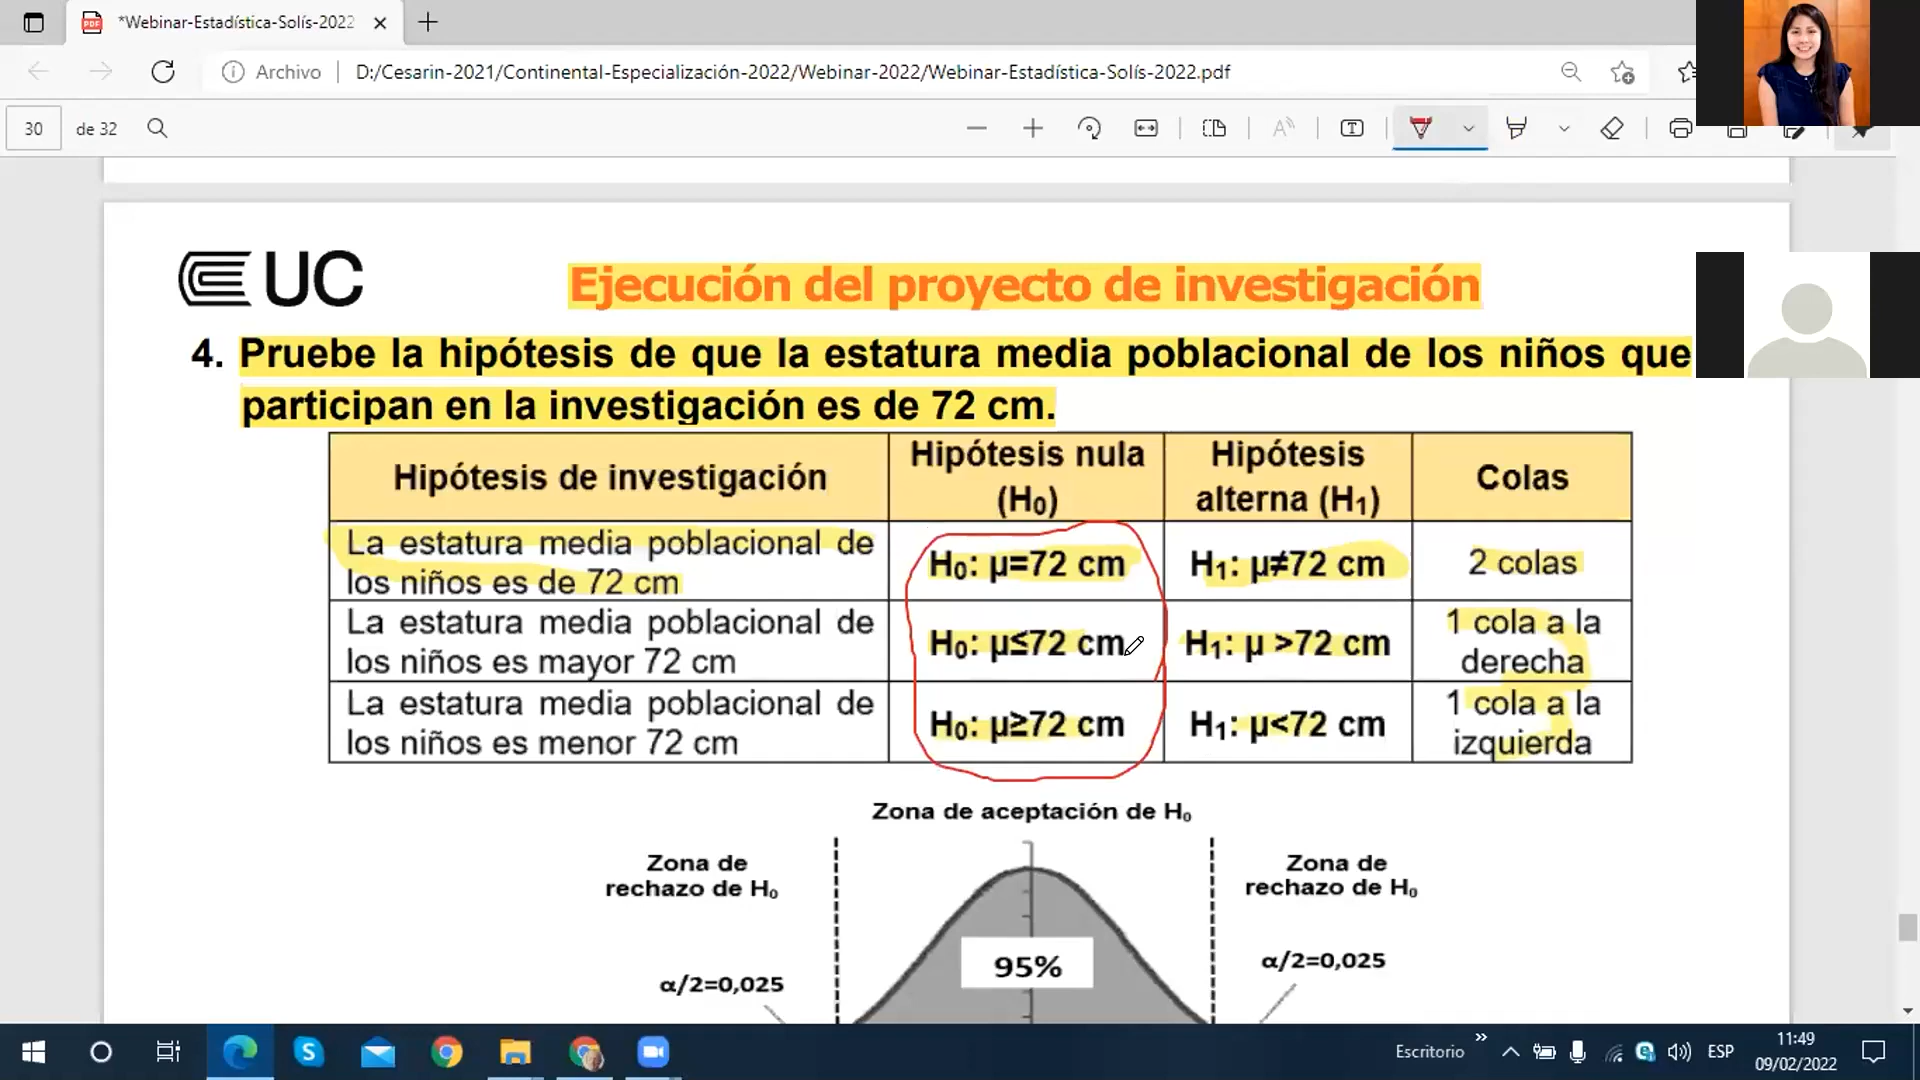 *Webinar-Estadística-Solís-2022
Archivo
D:/Cesarin-2021/Continental-Especialización-2022/Webinar-2022/Webinar-Estadística-Solís-2022.pdf
30 de 32
UC
Ejecución del proyecto de investigación
4. Pruebe la hipótesis de que la estatura media poblacional de los niños que
participan en la investigación es de 72 cm.
Hipótesis de investigación
Hipótesis nula
(H₀)
Hipótesis
alterna (H₁)
Colas
La estatura media poblacional de
los niños es de 72 cm
H₀: µ=72 cm
H₁: µ≠72 cm
2 colas
La estatura media poblacional de
los niños es mayor 72 cm
H₀: µ≤72 cm
H₁: µ >72 cm
1 cola a la
derecha
La estatura media poblacional de
los niños es menor 72 cm
H₀: µ≥72 cm
H₁: µ<72 cm
1 cola a la
izquierda
Zona de aceptación de H₀
Zona de
rechazo de H₀
Zona de
rechazo de H₀
95%
α/2=0,025
α/2=0,025
Escritorio
ESP
11:49
09/02/2022